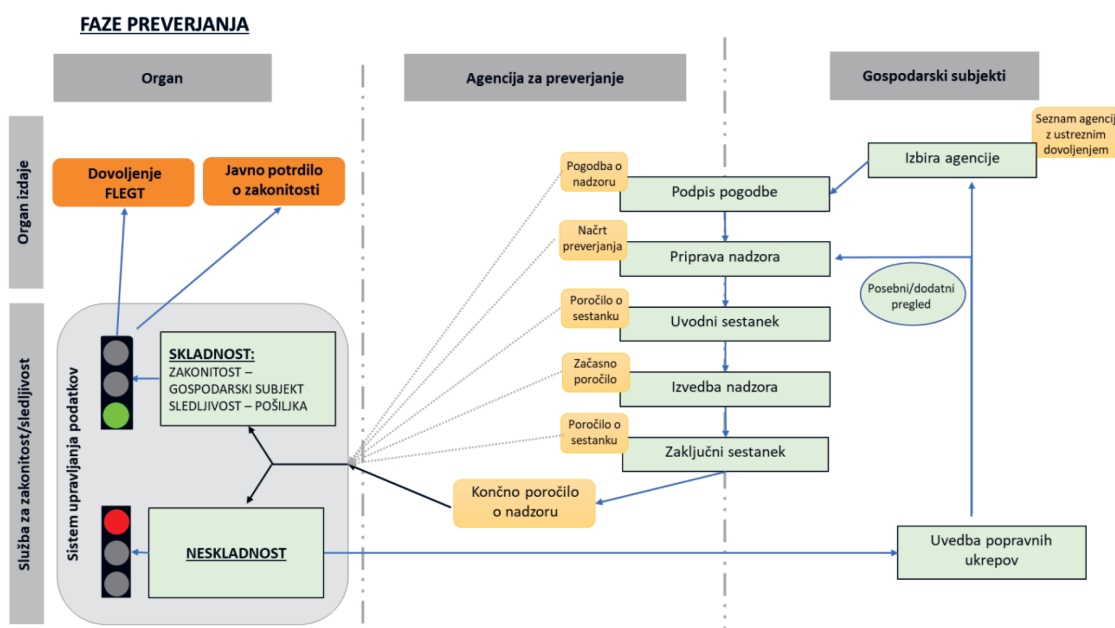 FAZE PREVERJANJA
Organ
Agencija za preverjanje
Gospodarski subjekti
Organ izdaje
Dovoljenje
FLEGT
Javno potrdilo
o zakonitosti
Pogodba o
nadzoru
Podpis pogodbe
Izbira agencije
Seznam agencij
z ustreznim
dovoljenjem
Načrt
preverjanja
Priprava nadzora
Posebni/dodatni
pregled
Služba za zakonitost/sledljivost
Sistem upravljanja podatkov
SKLADNOST:
ZAKONITOST –
GOSPODARSKI SUBJEKT
SLEDLJIVOST – POŠILJKA
Poročilo o
sestanku
Uvodni sestanek
Začasno
poročilo
Izvedba nadzora
Poročilo o
sestanku
Zaključni sestanek
Končno poročilo
o nadzoru
NESKLADNOST
Uvedba popravnih
ukrepov